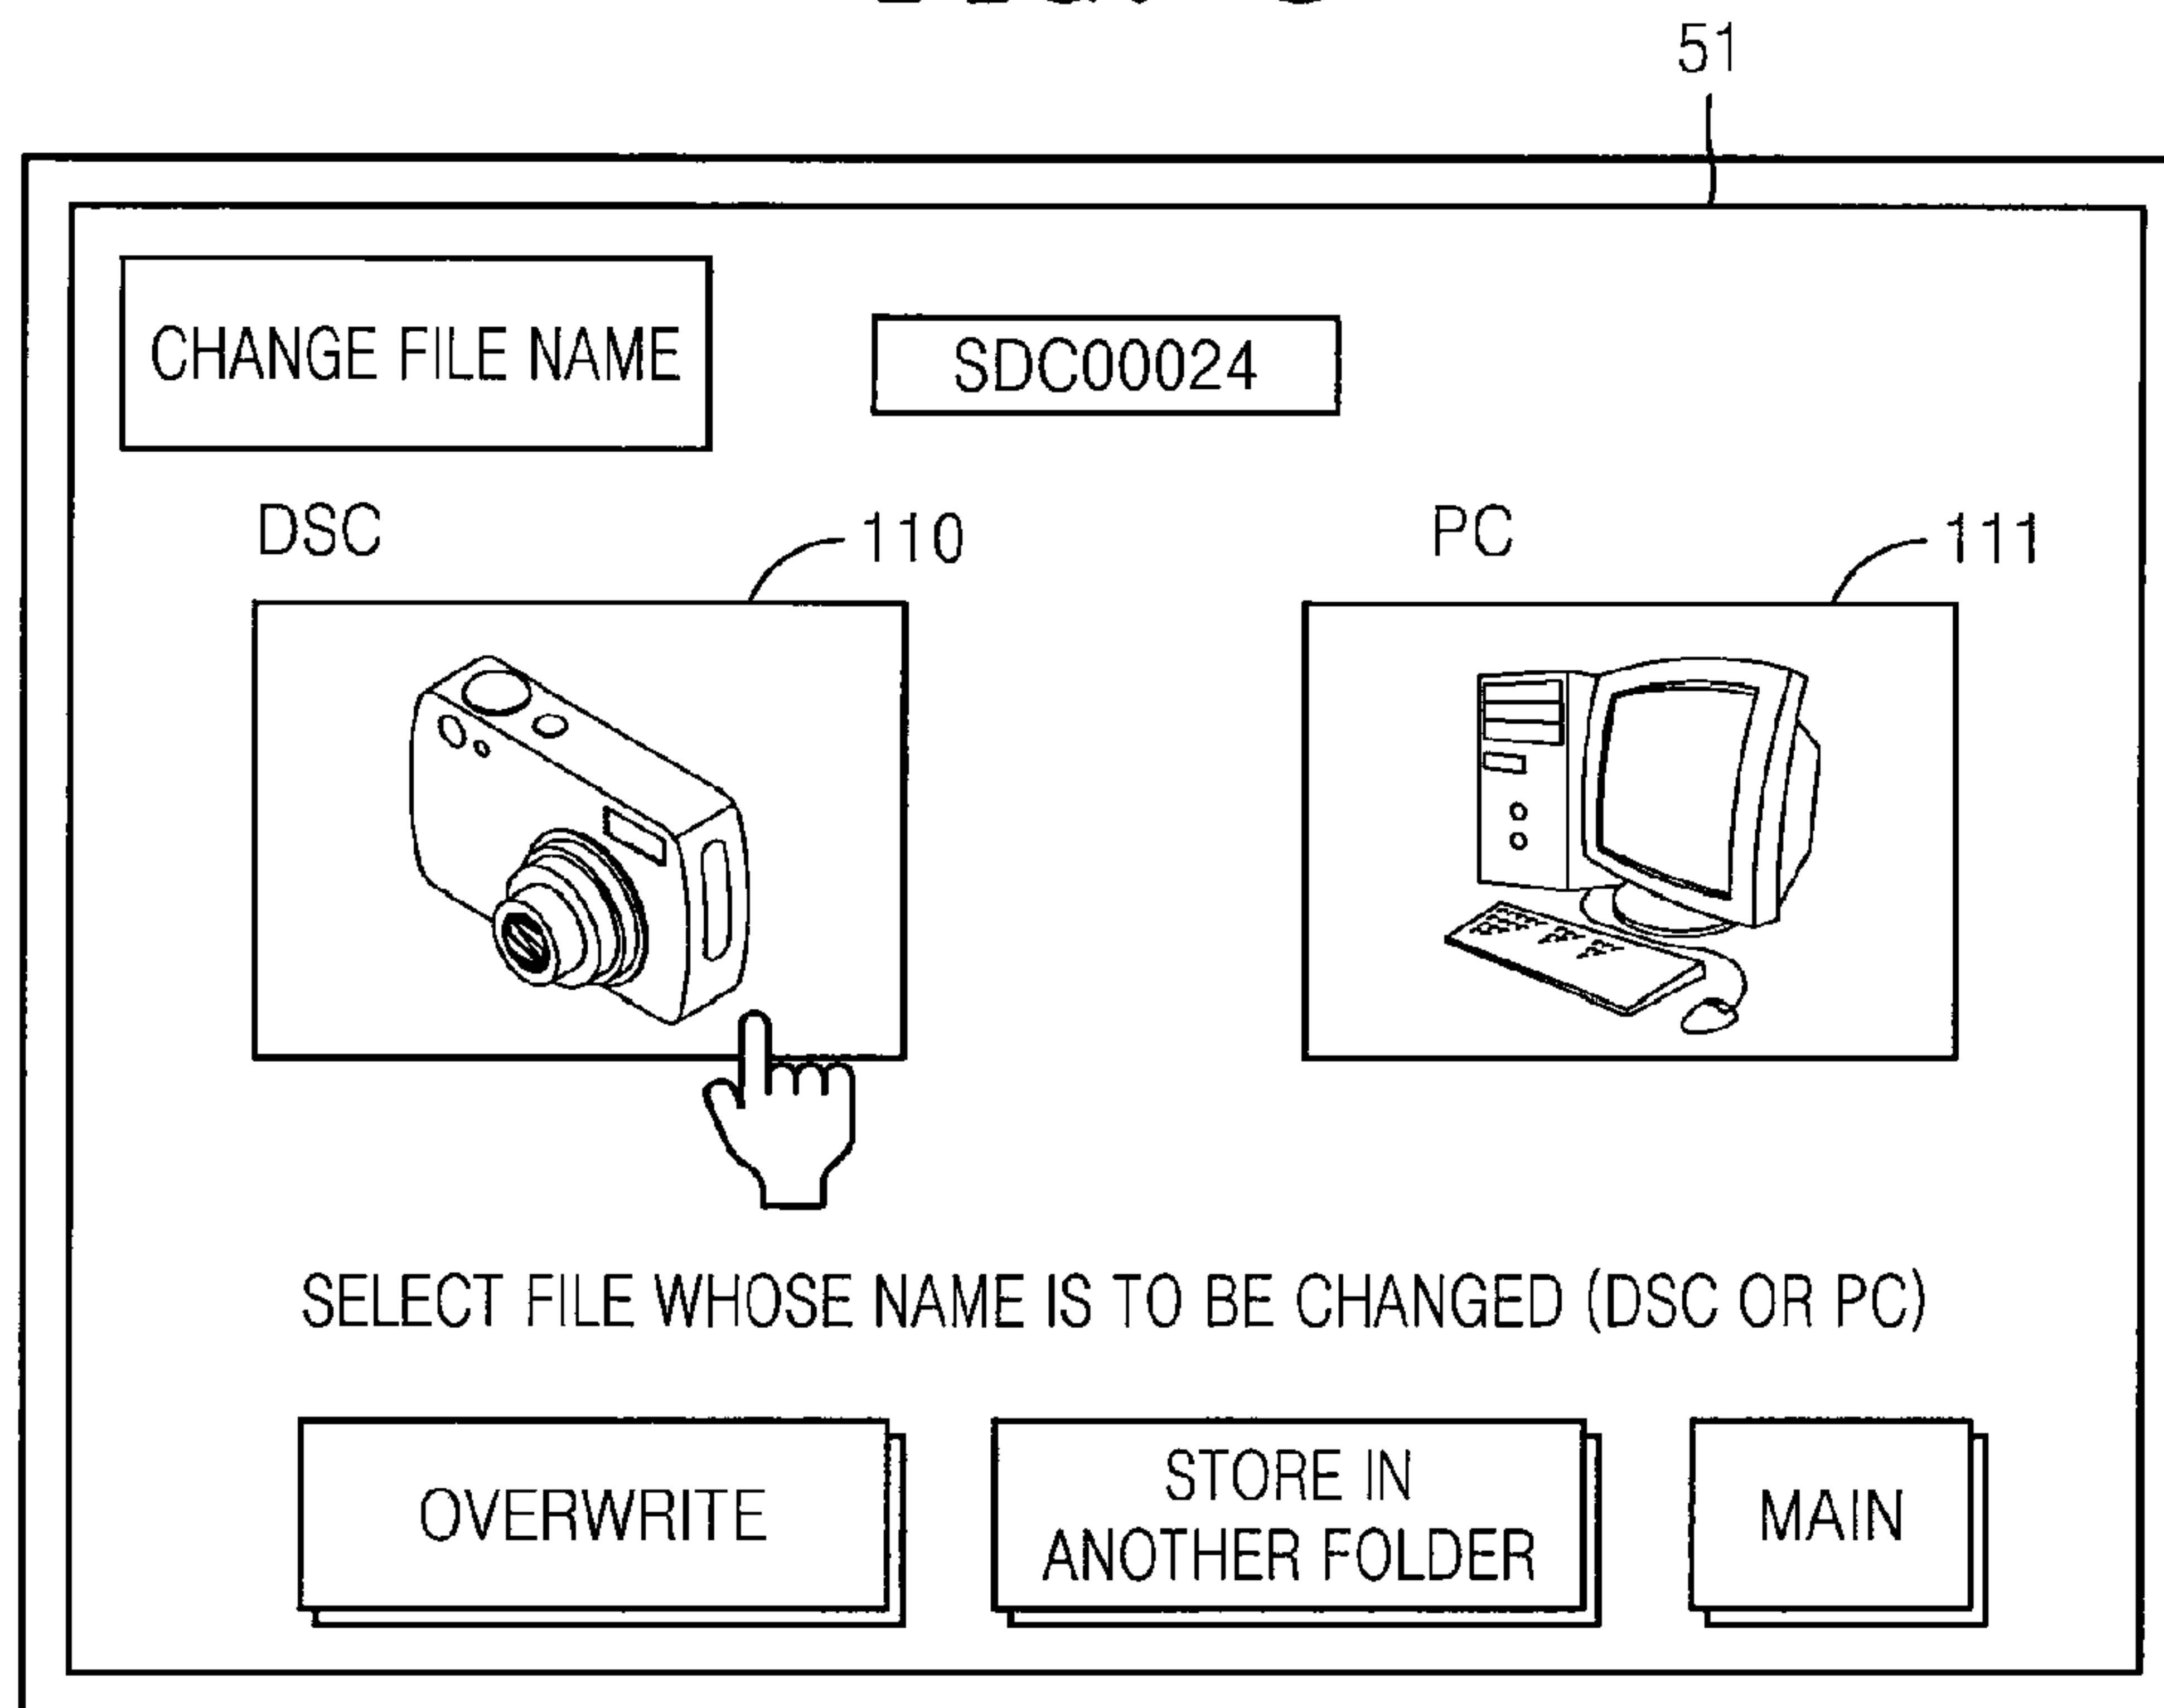 51
CHANGE FILE NAME
SDC00024
DSC
110
PC
111
SELECT FILE WHOSE NAME IS TO BE CHANGED (DSC OR PC)
OVERWRITE
STORE IN
ANOTHER FOLDER
MAIN